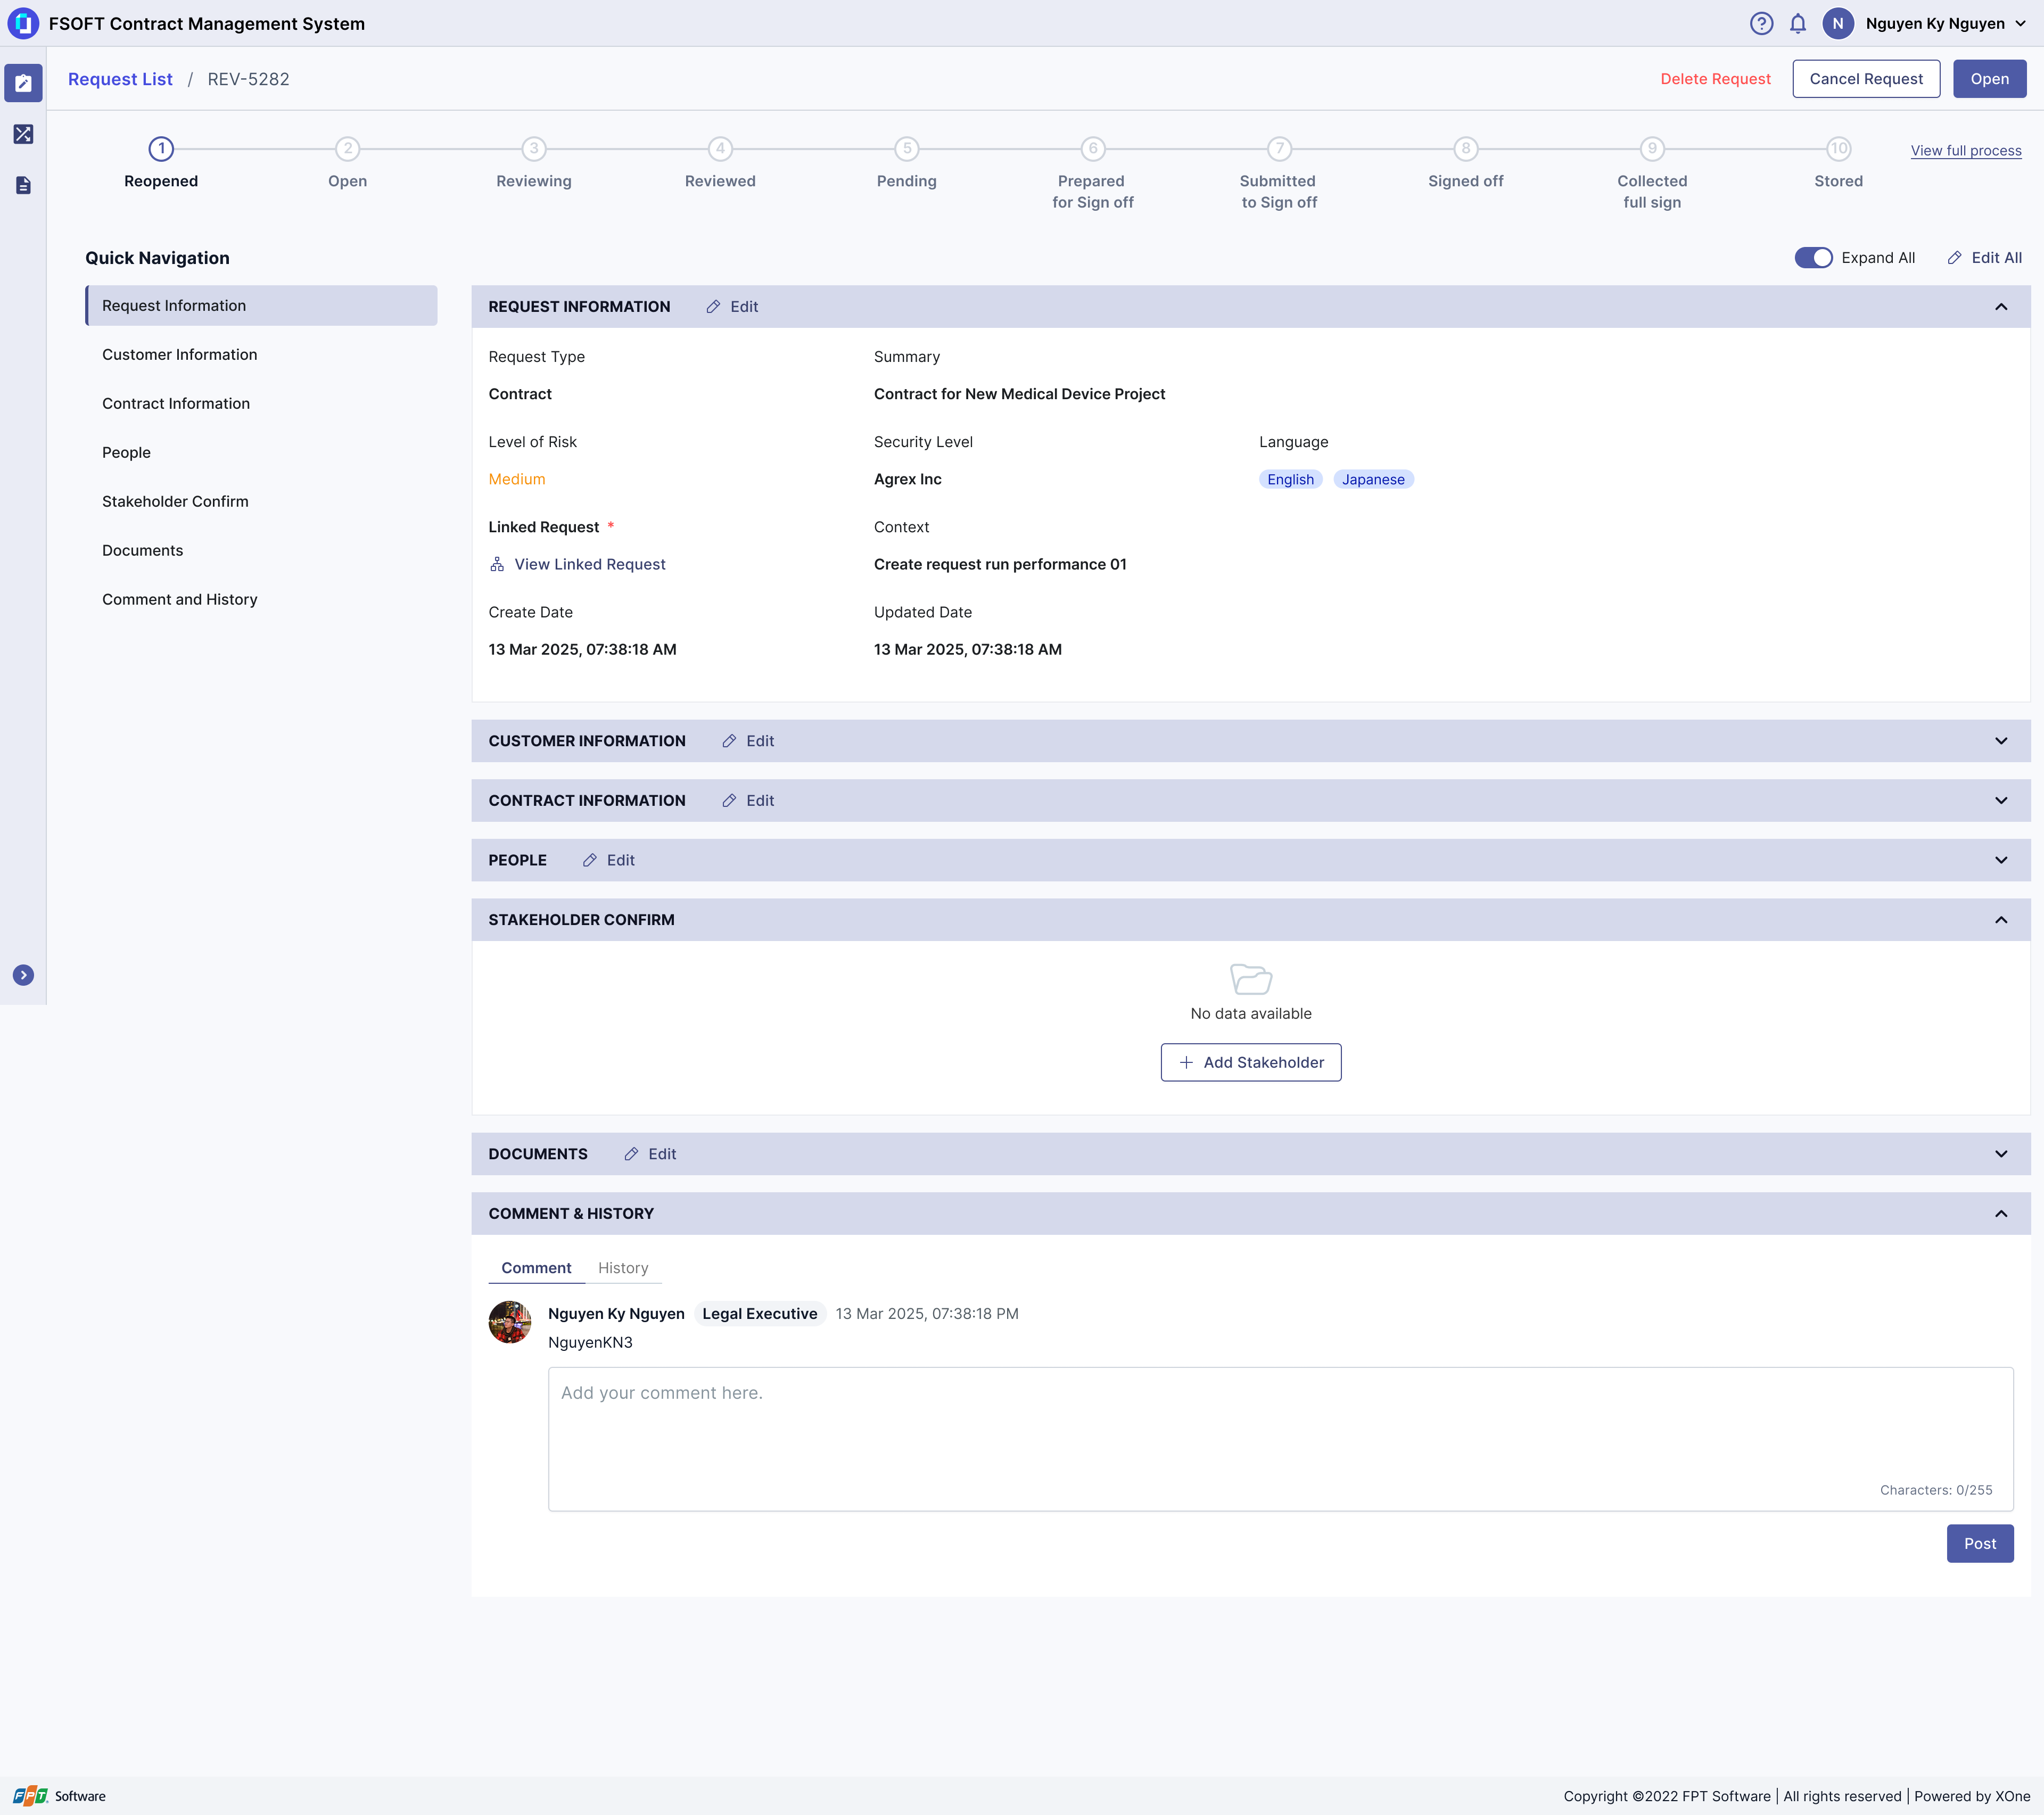 FSOFT Contract Management System
N
Nguyen Ky Nguyen
Request List / REV-5282
Delete Request
Cancel Request
Open
1
2
3
4
5
6
7
8
9
10
Reopened
Open
Reviewing
Reviewed
Pending
Prepared
for Sign off
Submitted
to Sign off
Signed off
Collected
full sign
Stored
View full process
Quick Navigation
Expand All
Edit All
Request Information
Customer Information
Contract Information
People
Stakeholder Confirm
Documents
Comment and History
REQUEST INFORMATION
Edit
Request Type
Summary
Contract
Contract for New Medical Device Project
Level of Risk
Security Level
Language
Medium
Agrex Inc
English
Japanese
Linked Request *
Context
View Linked Request
Create request run performance 01
Create Date
Updated Date
13 Mar 2025, 07:38:18 AM
13 Mar 2025, 07:38:18 AM
CUSTOMER INFORMATION
Edit
CONTRACT INFORMATION
Edit
PEOPLE
Edit
STAKEHOLDER CONFIRM
No data available
Add Stakeholder
DOCUMENTS
Edit
COMMENT & HISTORY
Comment
History
Nguyen Ky Nguyen
Legal Executive
13 Mar 2025, 07:38:18 PM
NguyenKN3
Add your comment here.
Characters: 0/255
Post
FPT Software
Copyright ©2022 FPT Software | All rights reserved | Powered by XOne